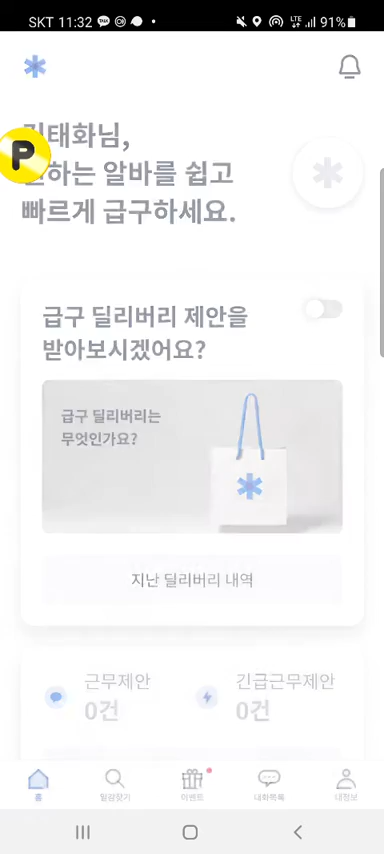 SKT 11:32
LTE
91%
P
김태화님,
원하는 알바를 쉽고
빠르게 급구하세요.
급구 딜리버리 제안을
받아보시겠어요?
급구 딜리버리는
무엇인가요?
지난 딜리버리 내역
근무제안
긴급근무제안
0건
0건
홈
일감찾기
이벤트
대화목록
내정보